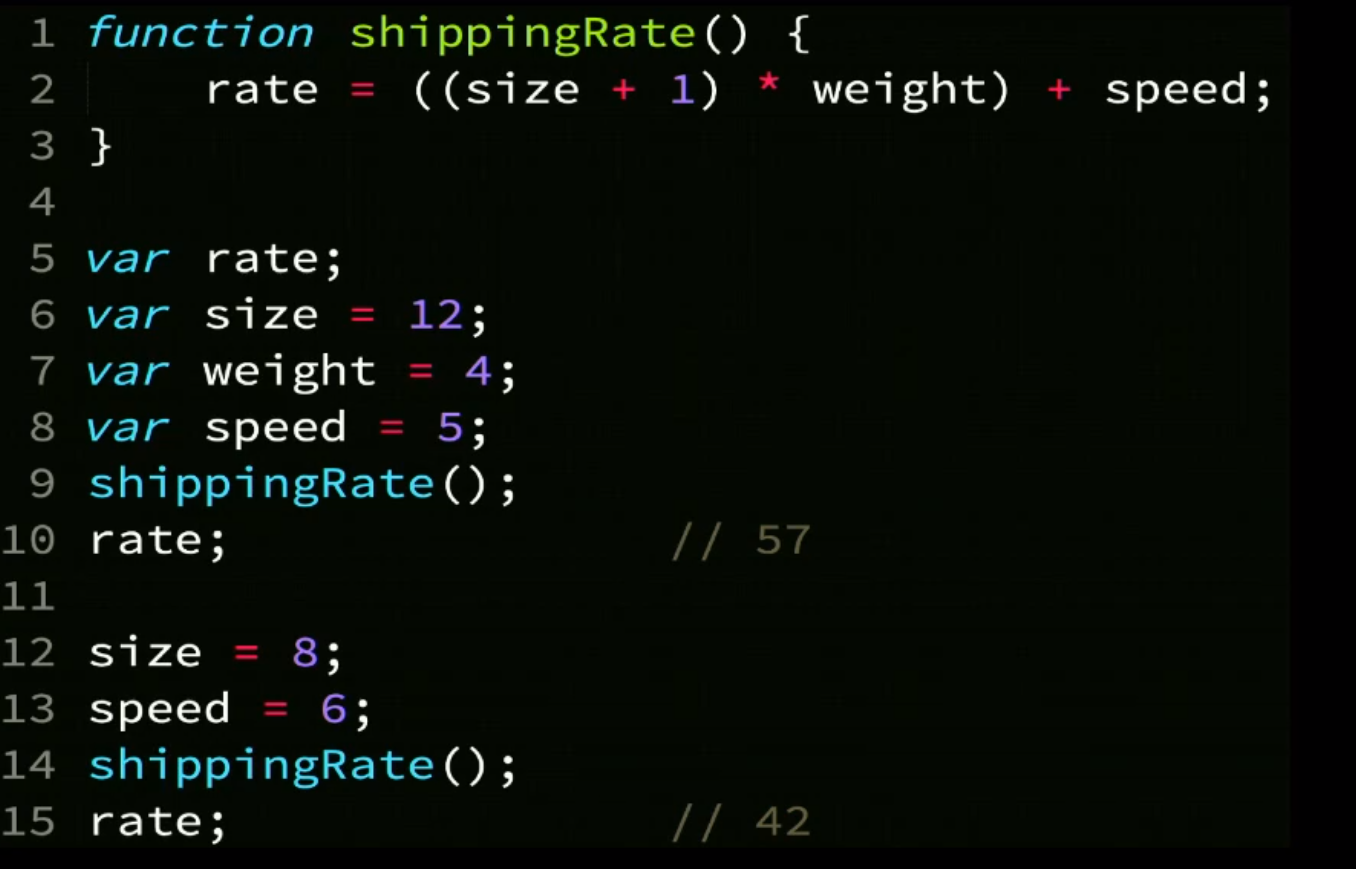 1 function shippingRate() {
2     rate = ((size + 1) * weight) + speed;
3 }
4
5 var rate;
6 var size = 12;
7 var weight = 4;
8 var speed = 5;
9 shippingRate();
10 rate;                // 57
11
12 size = 8;
13 speed = 6;
14 shippingRate();
15 rate;                // 42